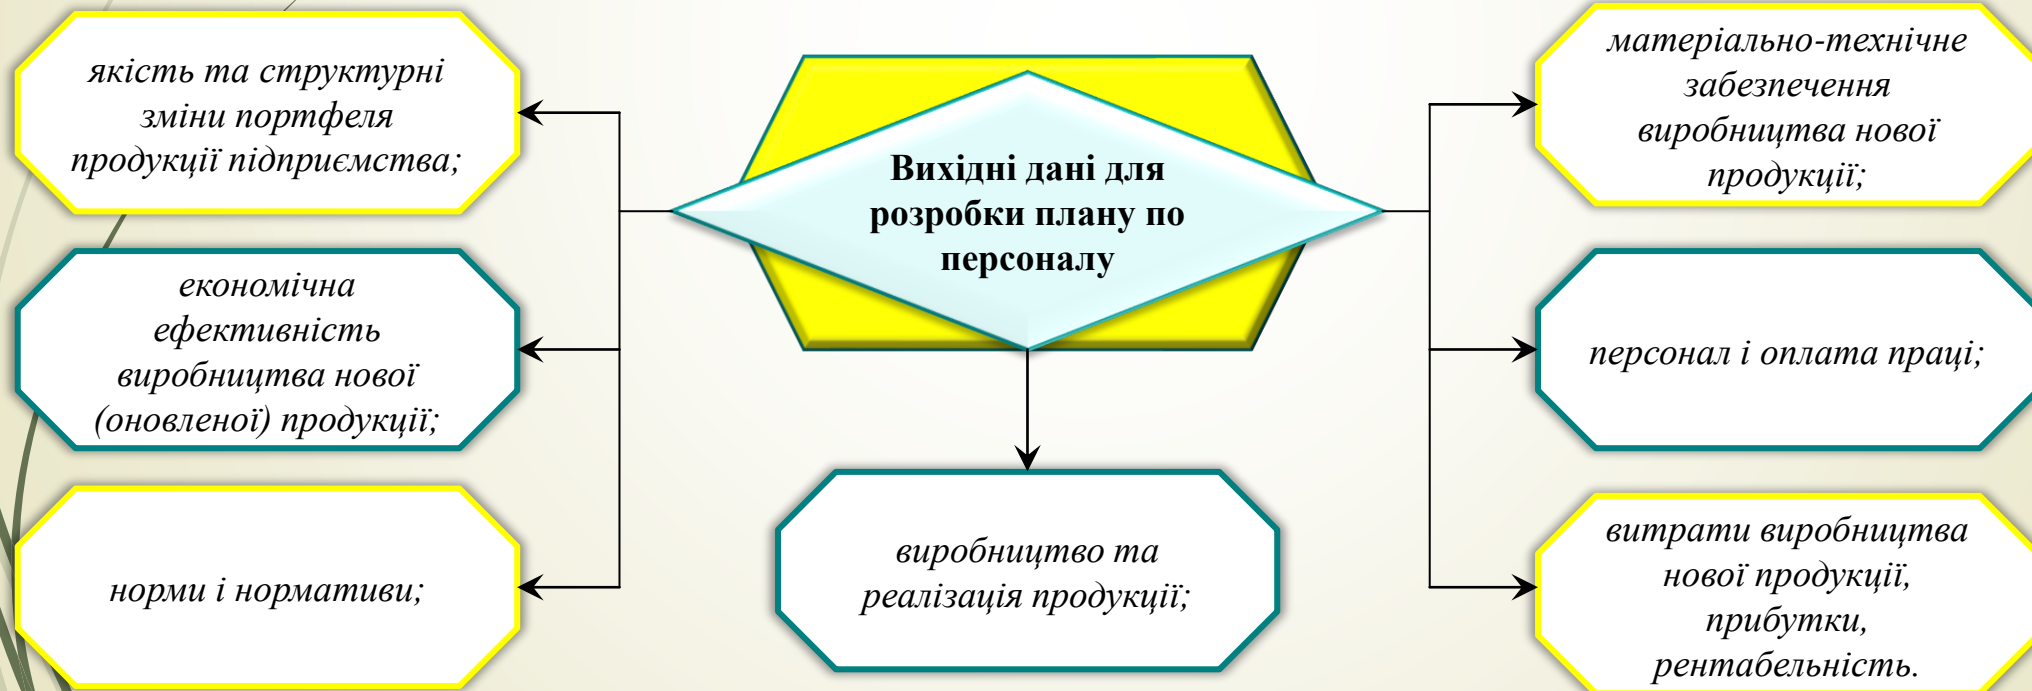 якість та структурні
зміни портфеля
продукції підприємства;
економічна
ефективність
виробництва нової
(оновленої) продукції;
норми і нормативи;
Вихідні дані для
розробки плану по
персоналу
виробництво та
реалізація продукції;
матеріально-технічне
забезпечення
виробництва нової
продукції;
персонал і оплата праці;
витрати виробництва
нової продукції,
прибутки,
рентабельність.